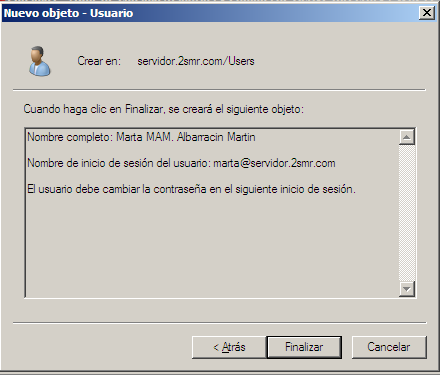 Nuevo objeto - Usuario
Crear en: servidor.2smr.com/Users
Cuando haga clic en Finalizar, se creará el siguiente objeto:
Nombre completo: Marta MAM. Albarracin Martin
Nombre de inicio de sesión del usuario: marta@servidor.2smr.com
El usuario debe cambiar la contraseña en el siguiente inicio de sesión.
< Atrás Finalizar Cancelar